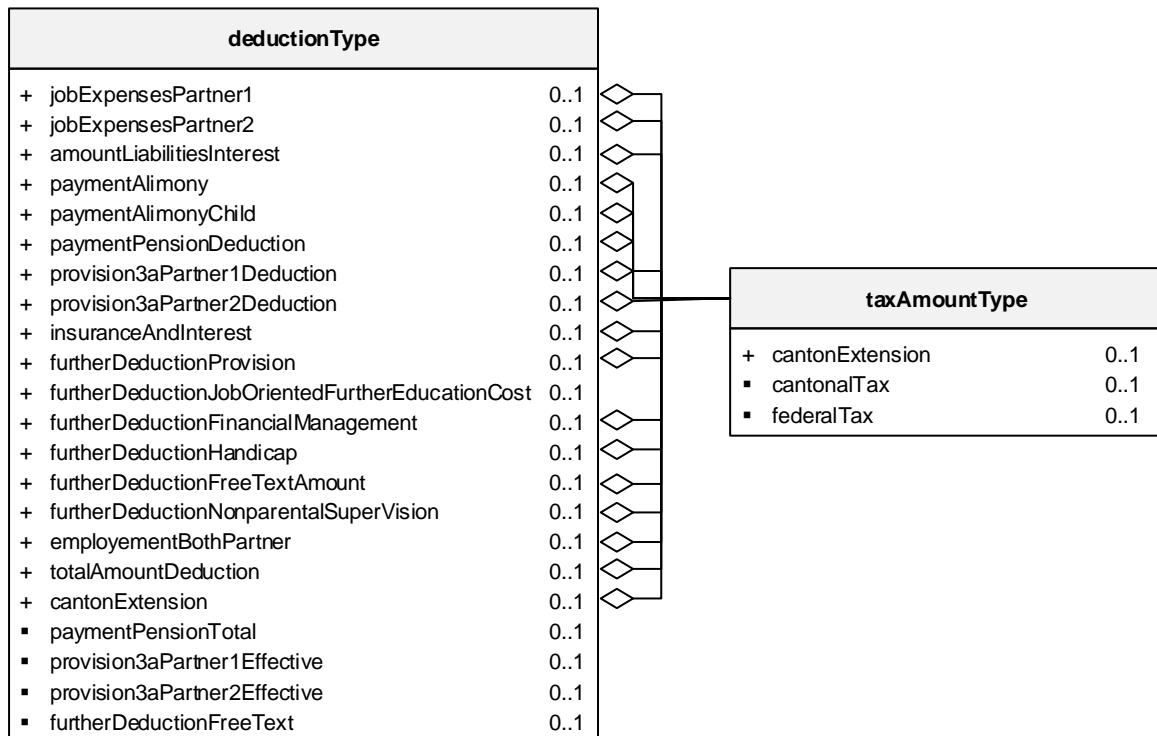 deductionType
+ jobExpensesPartner1 0..1
+ jobExpensesPartner2 0..1
+ amountLiabilitiesInterest 0..1
+ paymentAlimony 0..1
+ paymentAlimonyChild 0..1
+ paymentPensionDeduction 0..1
+ provision3aPartner1Deduction 0..1
+ provision3aPartner2Deduction 0..1
+ insuranceAndInterest 0..1
+ furtherDeductionProvision 0..1
+ furtherDeductionJobOrientedFurtherEducationCost 0..1
+ furtherDeductionFinancialManagement 0..1
+ furtherDeductionHandicap 0..1
+ furtherDeductionFreeTextAmount 0..1
+ furtherDeductionNonparentalSuperVision 0..1
+ employementBothPartner 0..1
+ totalAmountDeduction 0..1
+ cantonExtension 0..1
▪ paymentPensionTotal 0..1
▪ provision3aPartner1Effective 0..1
▪ provision3aPartner2Effective 0..1
▪ furtherDeductionFreeText 0..1
taxAmountType
+ cantonExtension 0..1
▪ cantonalTax 0..1
▪ federalTax 0..1